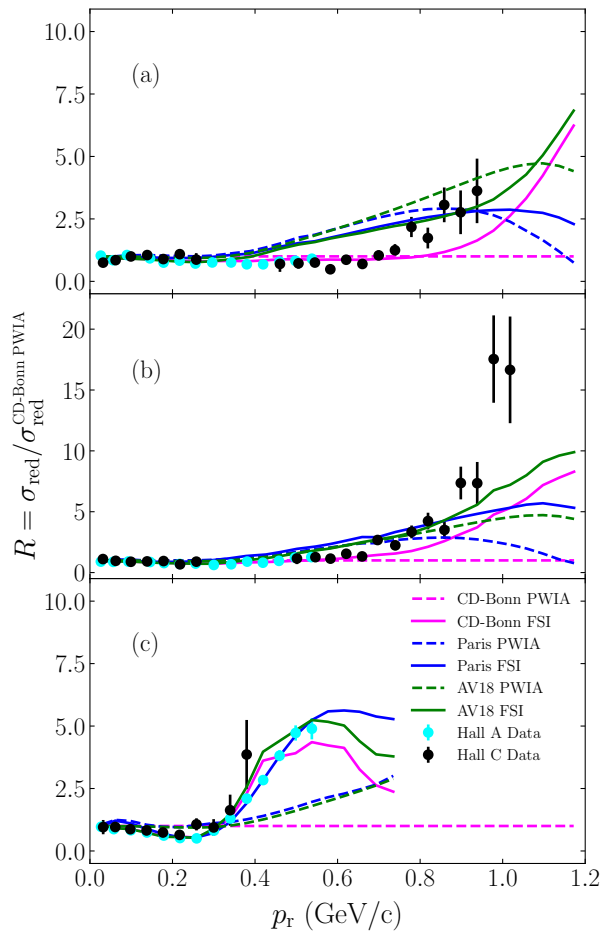 10.0
7.5
5.0
2.5
0.0
(a)
20
15
10
5
0
(b)
10.0
7.5
5.0
2.5
0.0
(c)
R = σred/σredCD-Bonn PWIA
CD-Bonn PWIA
CD-Bonn FSI
Paris PWIA
Paris FSI
AV18 PWIA
AV18 FSI
Hall A Data
Hall C Data
0.0 0.2 0.4 0.6 0.8 1.0 1.2
pr (GeV/c)